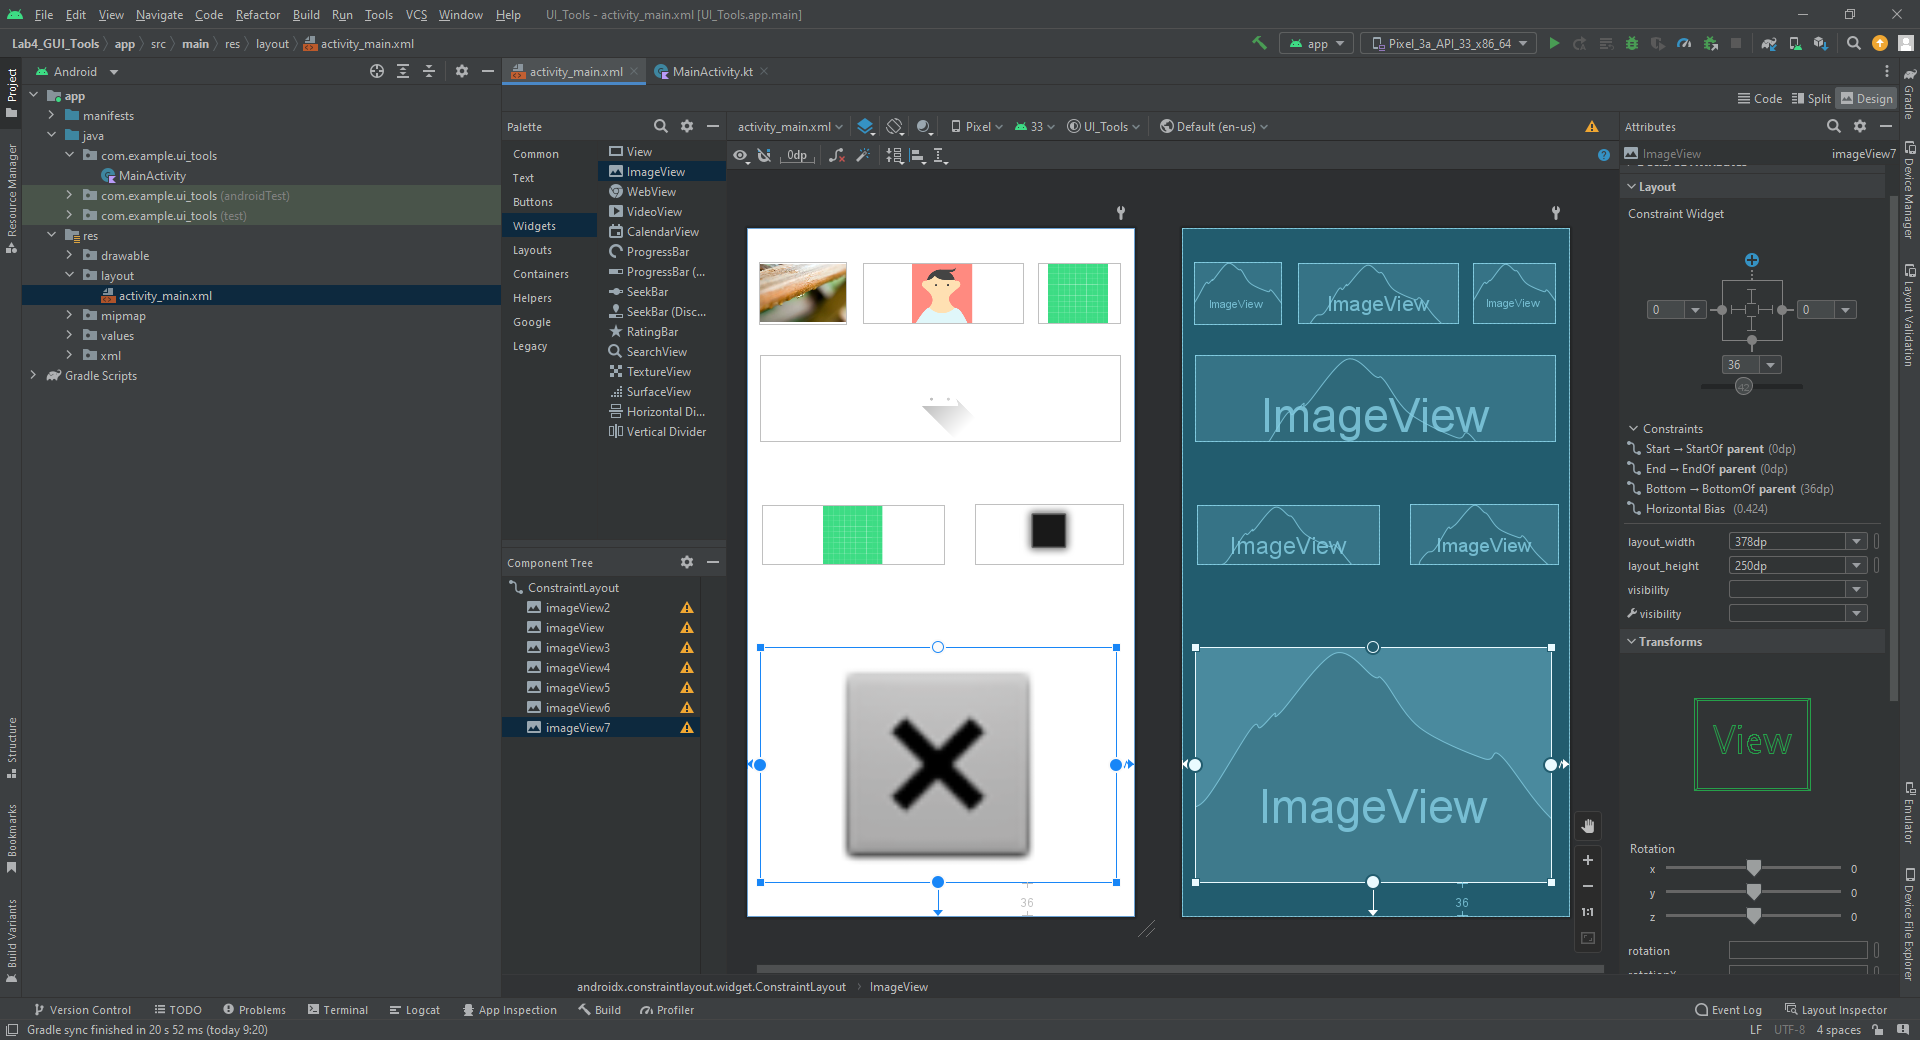 File Edit View Navigate Code Refactor Build Run Tools VCS Window Help UI_Tools - activity_main.xml [UI_Tools.app.main]
Lab4_GUI_Tools app src main res layout activity_main.xml app Pixel_3a_API_33_x86_64
Project
Resource Manager
Structure
Bookmarks
Build Variants
Android
app
manifests
java
com.example.ui_tools
MainActivity
com.example.ui_tools (androidTest)
com.example.ui_tools (test)
res
drawable
layout
activity_main.xml
mipmap
values
xml
Gradle Scripts
activity_main.xml MainActivity.kt
Code Split Design
Palette
Common
Text
Buttons
Widgets
Layouts
Containers
Helpers
Google
Legacy
View
ImageView
WebView
VideoView
CalendarView
ProgressBar
ProgressBar (...
SeekBar
SeekBar (Disc...
RatingBar
SearchView
TextureView
SurfaceView
Horizontal Di...
Vertical Divider
Component Tree
ConstraintLayout
imageView2
imageView
imageView3
imageView4
imageView5
imageView6
imageView7
activity_main.xml Pixel 33 UI_Tools Default (en-us)
0dp
36
ImageView ImageView ImageView
ImageView
ImageView ImageView
ImageView
36
1:1
androidx.constraintlayout.widget.ConstraintLayout ImageView
Attributes
ImageView imageView7
Layout
Constraint Widget
0 0
36
42
Constraints
Start → StartOf parent (0dp)
End → EndOf parent (0dp)
Bottom → BottomOf parent (36dp)
Horizontal Bias (0.424)
layout_width 378dp
layout_height 250dp
visibility
visibility
Transforms
View
Rotation
x 0
y 0
z 0
rotation
Gradle
Device Manager
Layout Validation
Emulator
Device File Explorer
Version Control TODO Problems Terminal Logcat App Inspection Build Profiler Event Log Layout Inspector
Gradle sync finished in 20 s 52 ms (today 9:20) LF UTF-8 4 spaces